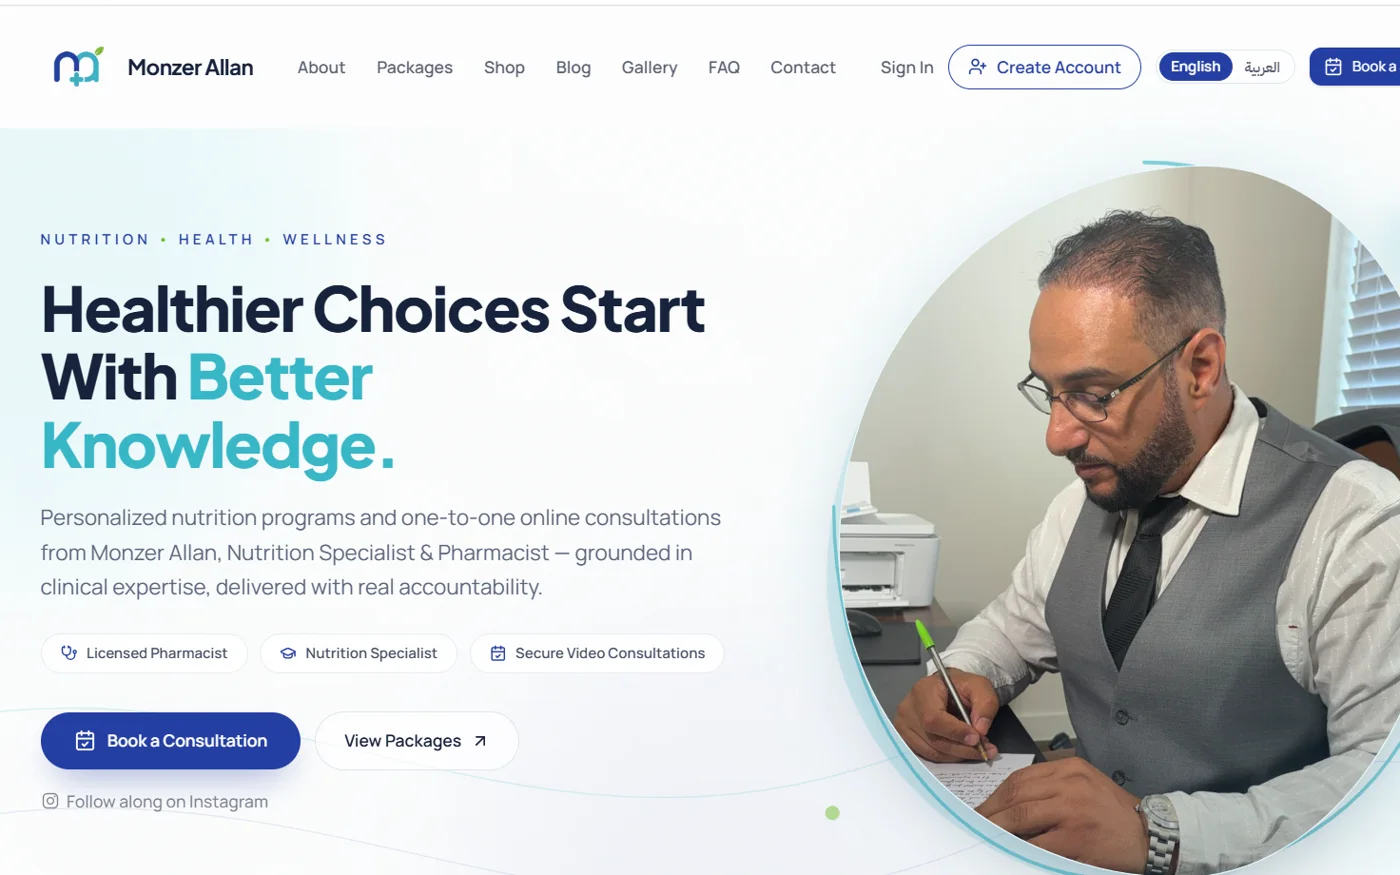 Monzer Allan
About
Packages
Shop
Blog
Gallery
FAQ
Contact
Sign In
Create Account
English
العربية
Book a
NUTRITION • HEALTH • WELLNESS
Healthier Choices Start
With Better
Knowledge.
Personalized nutrition programs and one-to-one online consultations
from Monzer Allan, Nutrition Specialist & Pharmacist — grounded in
clinical expertise, delivered with real accountability.
Licensed Pharmacist
Nutrition Specialist
Secure Video Consultations
Book a Consultation
View Packages
Follow along on Instagram